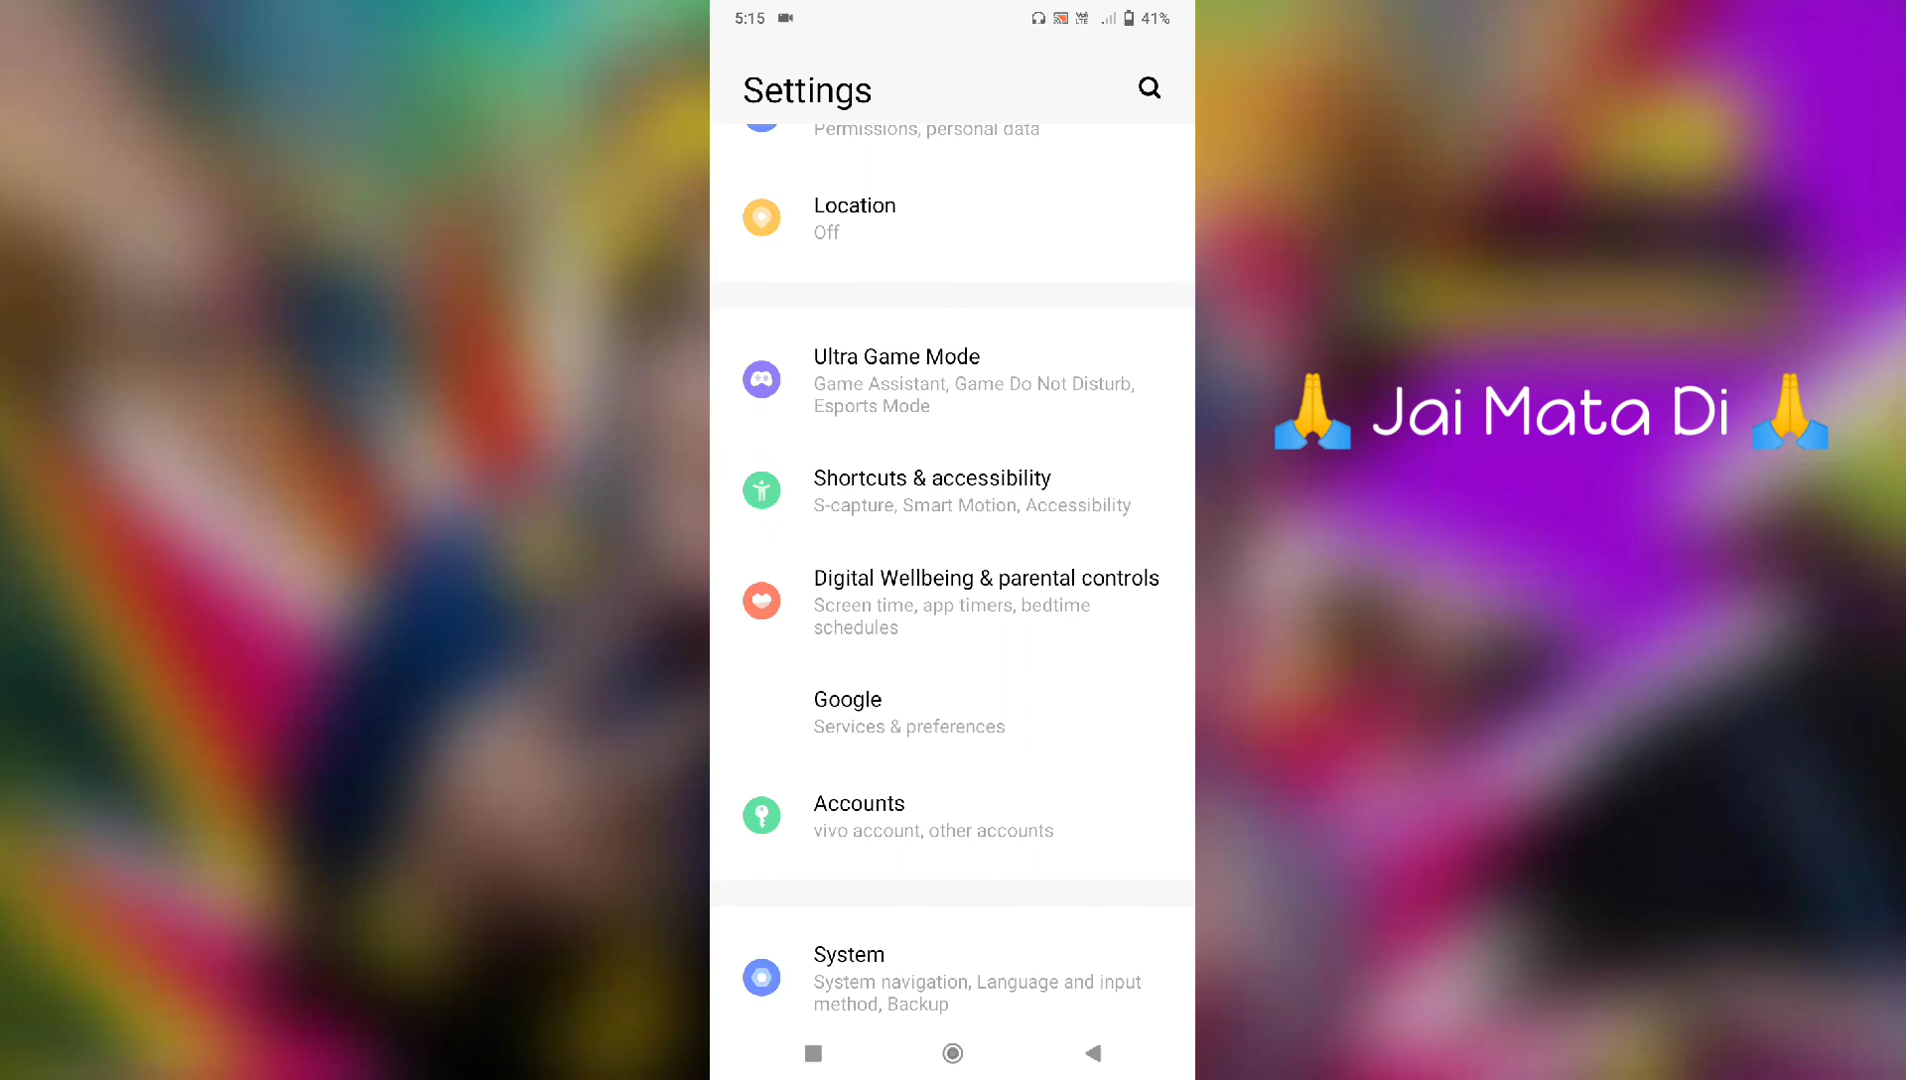 5:15
41%
Settings
Permissions, personal data
Location
Off
Ultra Game Mode
Game Assistant, Game Do Not Disturb,
Esports Mode
Shortcuts & accessibility
S-capture, Smart Motion, Accessibility
Digital Wellbeing & parental controls
Screen time, app timers, bedtime
schedules
Google
Services & preferences
Accounts
vivo account, other accounts
System
System navigation, Language and input
method, Backup
🙏 Jai Mata Di 🙏